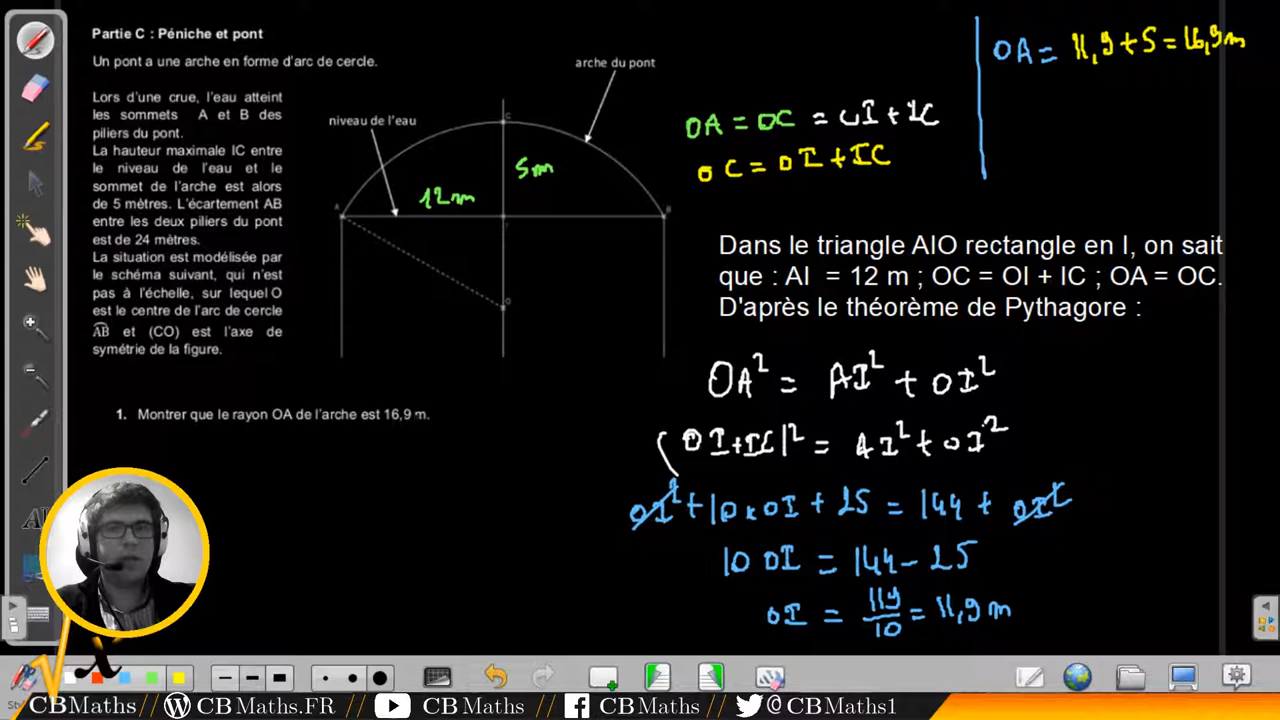 Partie C : Péniche et pont
Un pont a une arche en forme d'arc de cercle.
Lors d'une crue, l'eau atteint
les sommets A et B des
piliers du pont.
La hauteur maximale IC entre
le niveau de l'eau et le
sommet de l'arche est alors
de 5 mètres. L'écartement AB
entre les deux piliers du pont
est de 24 mètres.
La situation est modélisée par
le schéma suivant, qui n'est
pas à l'échelle, sur lequel O
est le centre de l'arc de cercle
AB et (CO) est l'axe de
symétrie de la figure.
arche du pont
niveau de l'eau
C
5m
12m
A
B
I
O
1. Montrer que le rayon OA de l'arche est 16,9 m.
OA = 11,9+5 = 16,9m
OA = OC = OI + IC
OC = OI + IC
Dans le triangle AIO rectangle en I, on sait
que : AI = 12 m ; OC = OI + IC ; OA = OC.
D'après le théorème de Pythagore :
OA² = AI² + OI²
(OI+IC)² = AI² + OI²
OI² + 10 x OI + 25 = 144 + OI²
10 OI = 144 - 25
OI = 119/10 = 11,9 m
CBMaths
CBMaths.FR
CBMaths
CBMaths
@CBMaths1